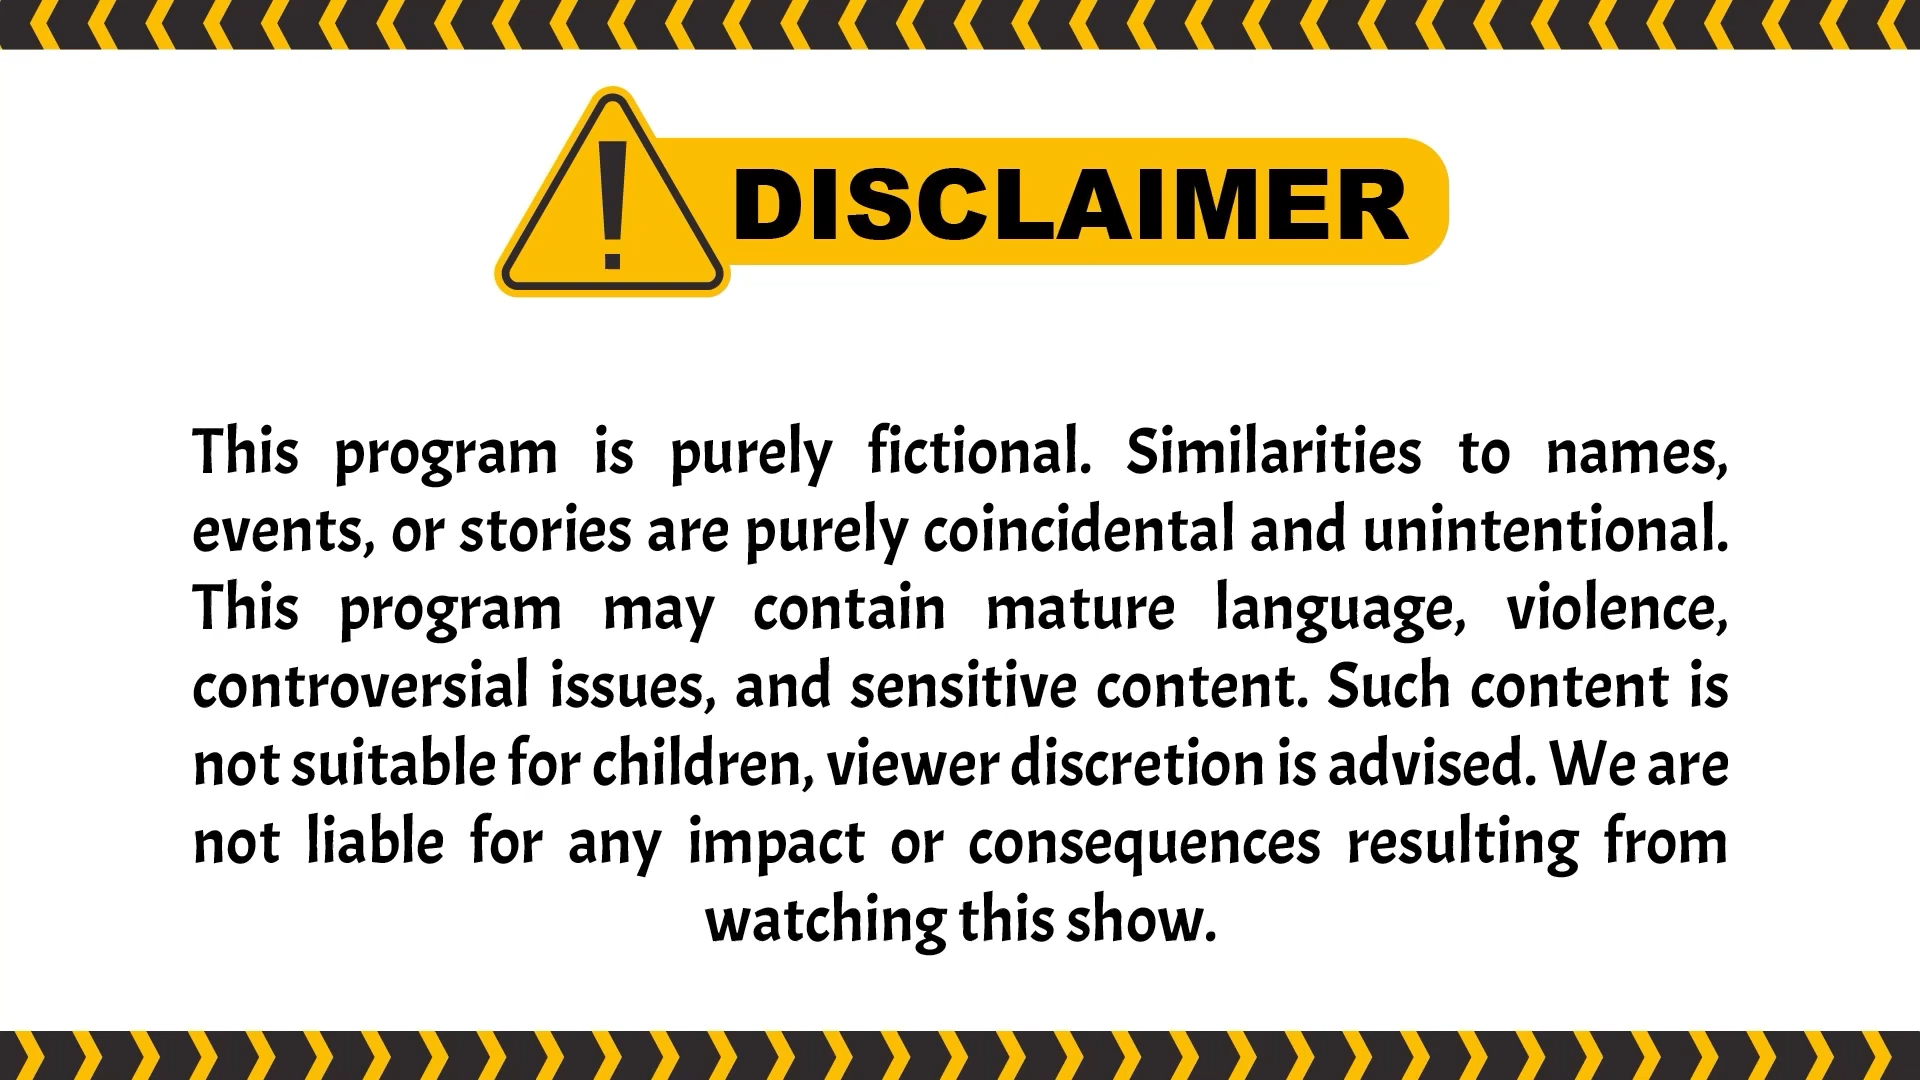 DISCLAIMER
This program is purely fictional. Similarities to names,
events, or stories are purely coincidental and unintentional.
This program may contain mature language, violence,
controversial issues, and sensitive content. Such content is
not suitable for children, viewer discretion is advised. We are
not liable for any impact or consequences resulting from
watching this show.